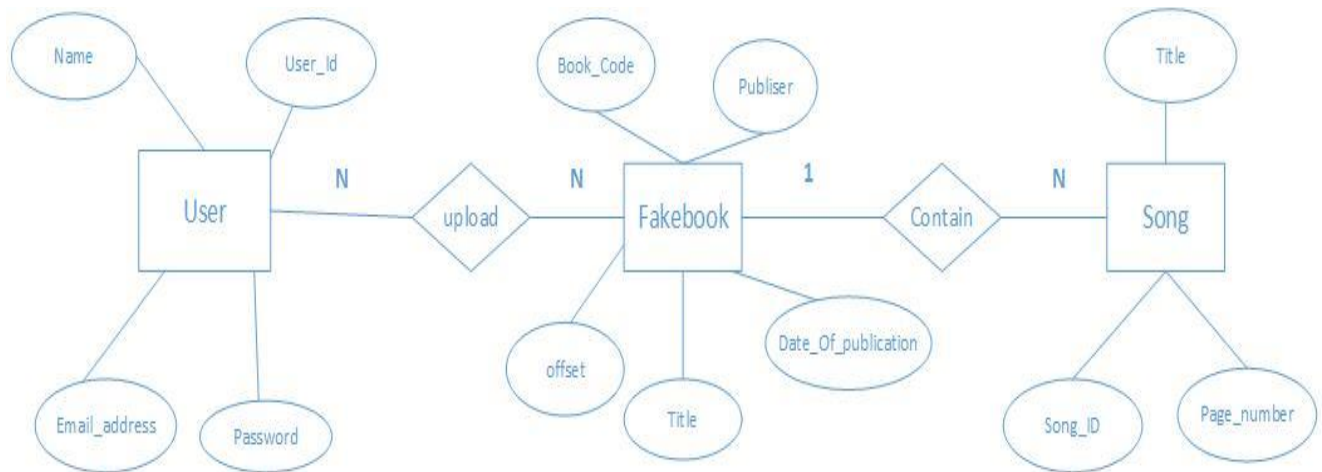 Name
User_Id
Book_Code
Publiser
Title
User
N
upload
N
Fakebook
1
Contain
N
Song
Email_address
Password
offset
Title
Date_Of_publication
Song_ID
Page_number